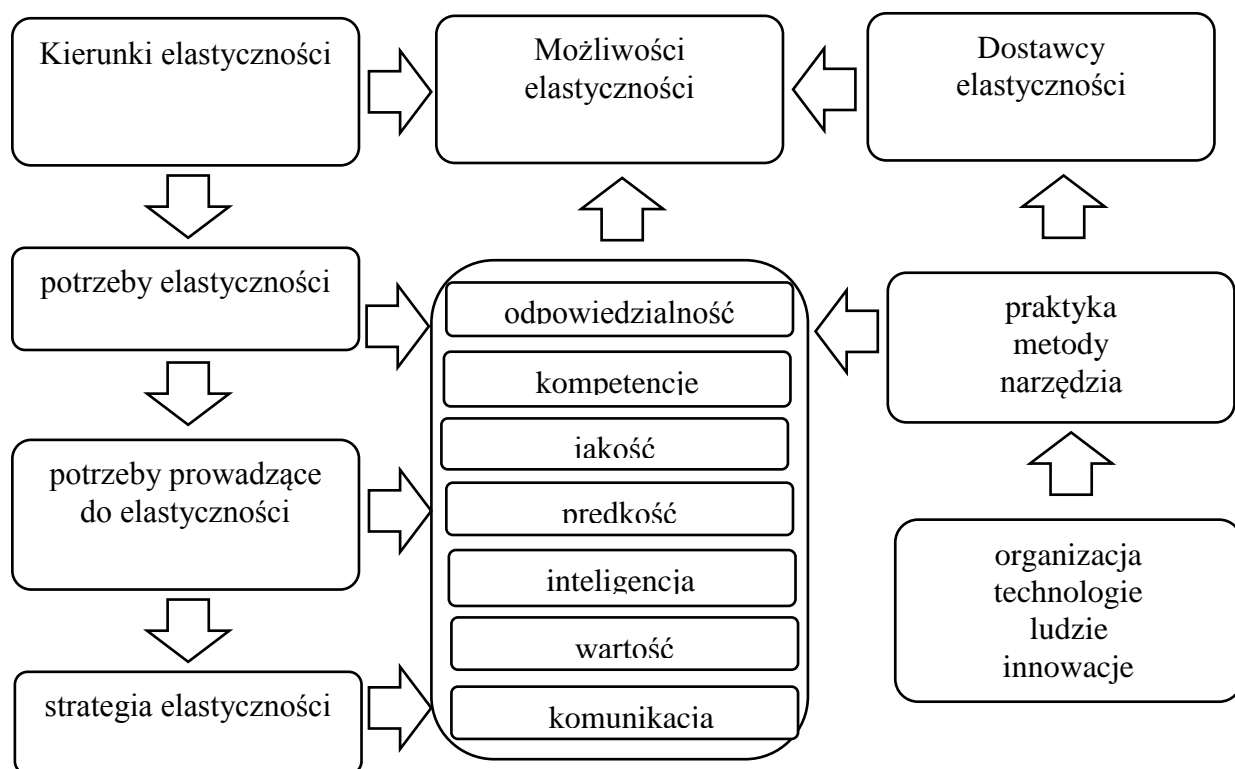 Kierunki elastyczności
Możliwości
elastyczności
Dostawcy
elastyczności
potrzeby elastyczności
potrzeby prowadzące
do elastyczności
strategia elastyczności
odpowiedzialność
kompetencje
jakość
prędkość
inteligencja
wartość
komunikacja
praktyka
metody
narzędzia
organizacja
technologie
ludzie
innowacje